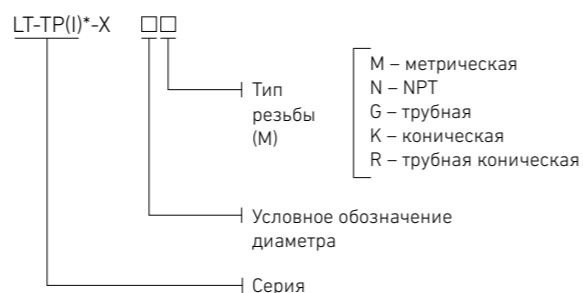 LT-TP(I)*-X □□
Тип
резьбы
(М)
M – метрическая
N – NPT
G – трубная
K – коническая
R – трубная коническая
Условное обозначение
диаметра
Серия